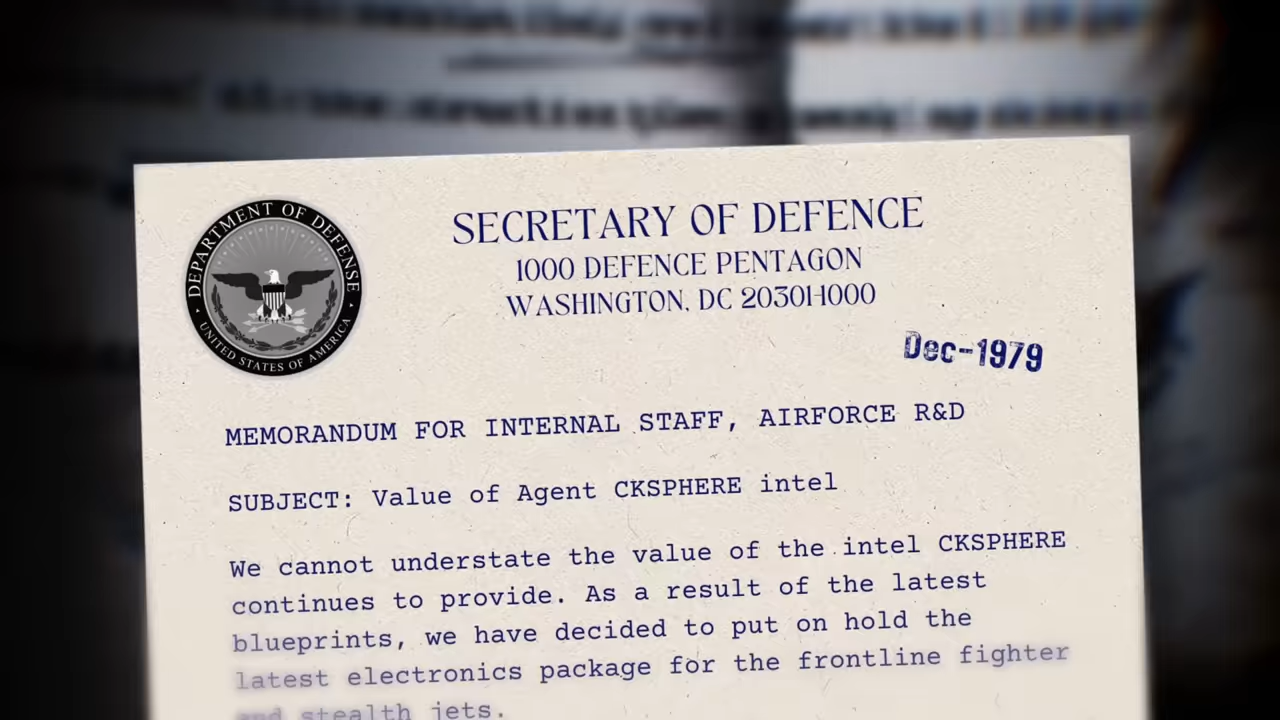 DEPARTMENT OF DEFENSE
UNITED STATES OF AMERICA
SECRETARY OF DEFENCE
1000 DEFENCE PENTAGON
WASHINGTON, DC 20301-1000
Dec-1979
MEMORANDUM FOR INTERNAL STAFF, AIRFORCE R&D
SUBJECT: Value of Agent CKSPHERE intel
We cannot understate the value of the intel CKSPHERE
continues to provide. As a result of the latest
blueprints, we have decided to put on hold the
latest electronics package for the frontline fighter
and stealth jets.